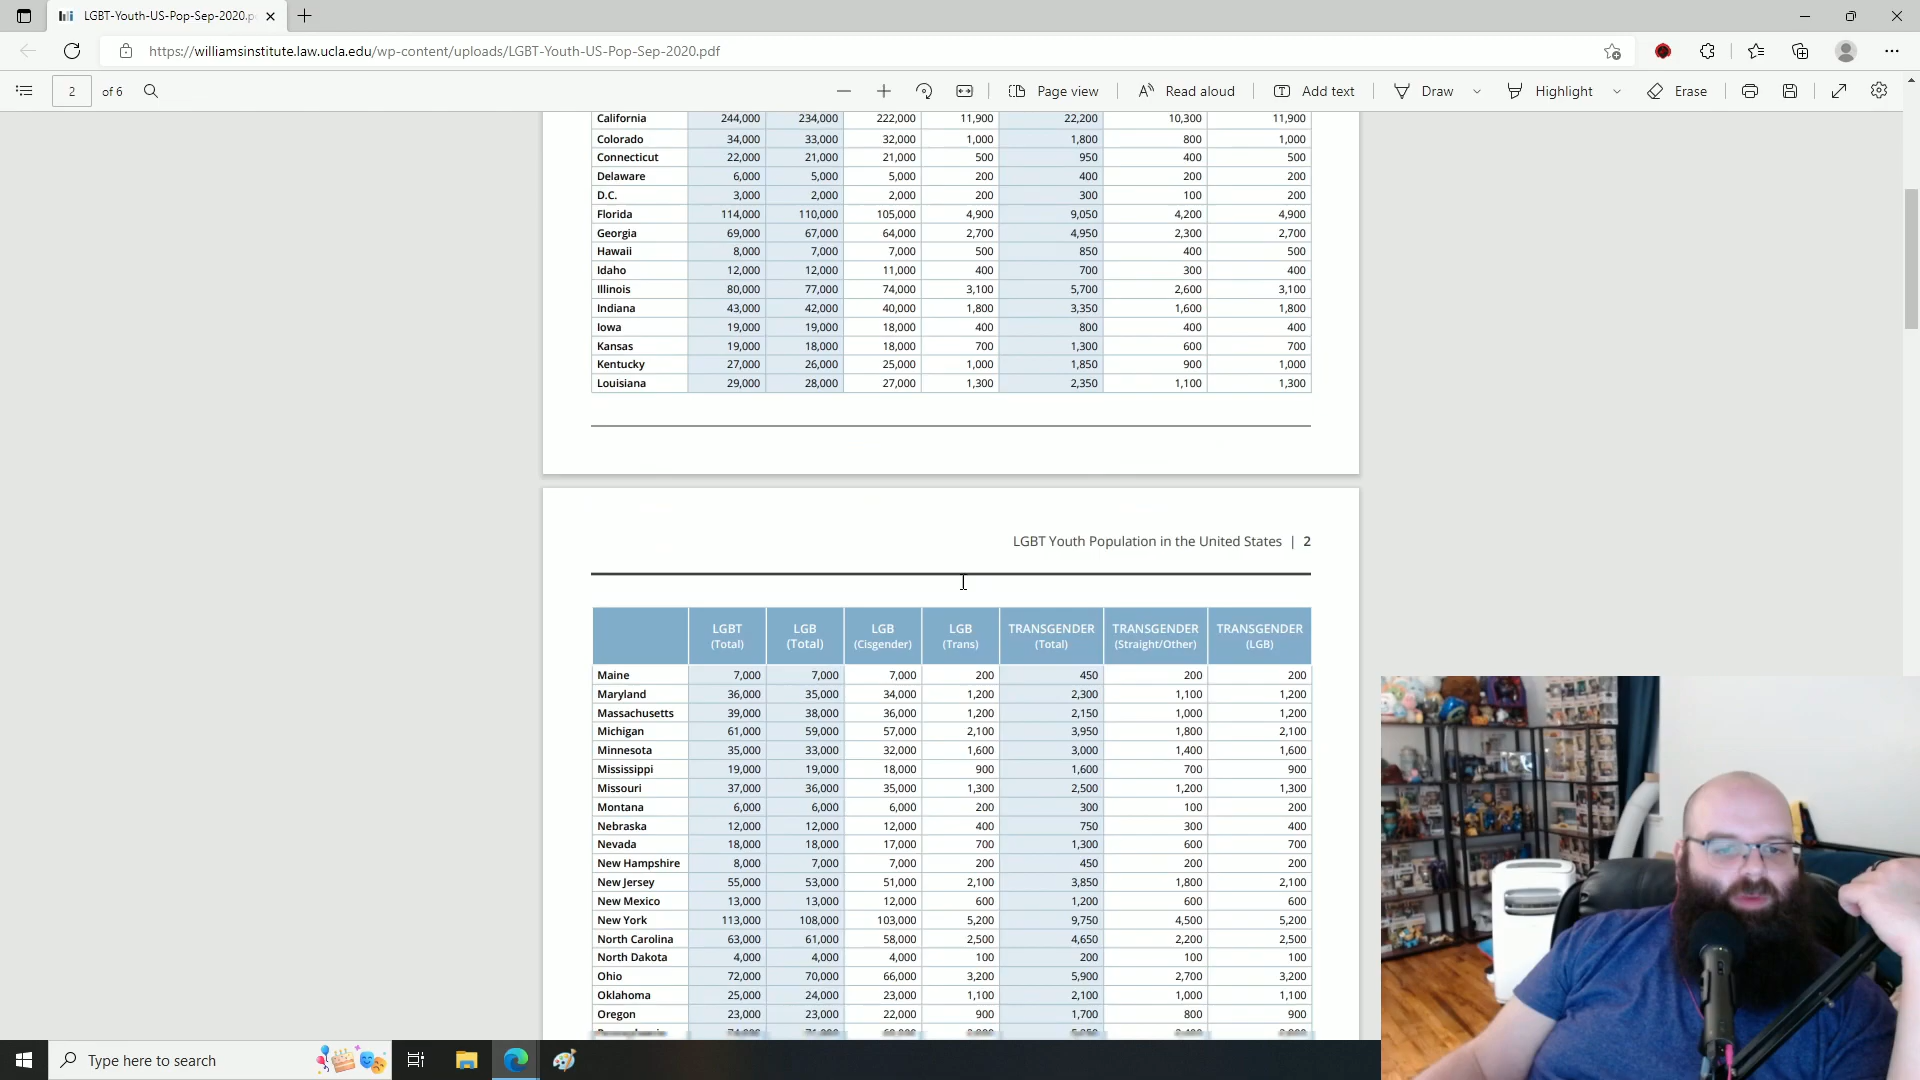 LGBT-Youth-US-Pop-Sep-2020.p
https://williamsinstitute.law.ucla.edu/wp-content/uploads/LGBT-Youth-US-Pop-Sep-2020.pdf
2 of 6 Page view Read aloud Add text Draw Highlight Erase
California 244,000 234,000 222,000 11,900 22,200 10,300 11,900
Colorado 34,000 33,000 32,000 1,000 1,800 800 1,000
Connecticut 22,000 21,000 21,000 500 950 400 500
Delaware 6,000 5,000 5,000 200 400 200 200
D.C. 3,000 2,000 2,000 200 300 100 200
Florida 114,000 110,000 105,000 4,900 9,050 4,200 4,900
Georgia 69,000 67,000 64,000 2,700 4,950 2,300 2,700
Hawaii 8,000 7,000 7,000 500 850 400 500
Idaho 12,000 12,000 11,000 400 700 300 400
Illinois 80,000 77,000 74,000 3,100 5,700 2,600 3,100
Indiana 43,000 42,000 40,000 1,800 3,350 1,600 1,800
Iowa 19,000 19,000 18,000 400 800 400 400
Kansas 19,000 18,000 18,000 700 1,300 600 700
Kentucky 27,000 26,000 25,000 1,000 1,850 900 1,000
Louisiana 29,000 28,000 27,000 1,300 2,350 1,100 1,300
LGBT Youth Population in the United States | 2
LGBT LGB LGB LGB TRANSGENDER TRANSGENDER TRANSGENDER
(Total) (Total) (Cisgender) (Trans) (Total) (Straight/Other) (LGB)
Maine 7,000 7,000 7,000 200 450 200 200
Maryland 36,000 35,000 34,000 1,200 2,300 1,100 1,200
Massachusetts 39,000 38,000 36,000 1,200 2,150 1,000 1,200
Michigan 61,000 59,000 57,000 2,100 3,950 1,800 2,100
Minnesota 35,000 33,000 32,000 1,600 3,000 1,400 1,600
Mississippi 19,000 19,000 18,000 900 1,600 700 900
Missouri 37,000 36,000 35,000 1,300 2,500 1,200 1,300
Montana 6,000 6,000 6,000 200 300 100 200
Nebraska 12,000 12,000 12,000 400 750 300 400
Nevada 18,000 18,000 17,000 700 1,300 600 700
New Hampshire 8,000 7,000 7,000 200 450 200 200
New Jersey 55,000 53,000 51,000 2,100 3,850 1,800 2,100
New Mexico 13,000 13,000 12,000 600 1,200 600 600
New York 113,000 108,000 103,000 5,200 9,750 4,500 5,200
North Carolina 63,000 61,000 58,000 2,500 4,650 2,200 2,500
North Dakota 4,000 4,000 4,000 100 200 100 100
Ohio 72,000 70,000 66,000 3,200 5,900 2,700 3,200
Oklahoma 25,000 24,000 23,000 1,100 2,100 1,000 1,100
Oregon 23,000 23,000 22,000 900 1,700 800 900
Type here to search